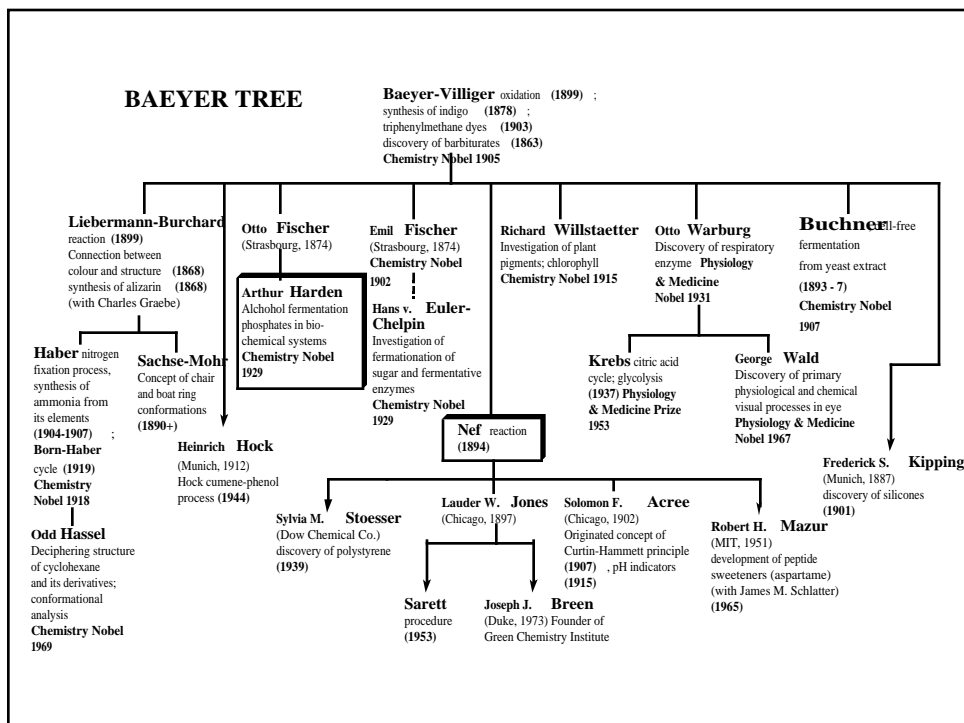 BAEYER TREE
Baeyer-Villiger oxidation (1899) ;
synthesis of indigo (1878) ;
triphenylmethane dyes (1903)
discovery of barbiturates (1863)
Chemistry Nobel 1905
Liebermann-Burchard
reaction (1899)
Connection between
colour and structure (1868)
synthesis of alizarin (1868)
(with Charles Graebe)
Otto Fischer
(Strasbourg, 1874)
Arthur Harden
Alchohol fermentation
phosphates in bio-
chemical systems
Chemistry Nobel
1929
Emil Fischer
(Strasbourg, 1874)
Chemistry Nobel
1902
Hans v. Euler-
Chelpin
Investigation of
fermationation of
sugar and fermentative
enzymes
Chemistry Nobel
1929
Richard Willstaetter
Investigation of plant
pigments; chlorophyll
Chemistry Nobel 1915
Otto Warburg
Discovery of respiratory
enzyme Physiology
& Medicine
Nobel 1931
Buchner cell-free
fermentation
from yeast extract
(1893 - 7)
Chemistry Nobel
1907
Haber nitrogen
fixation process,
synthesis of
ammonia from
its elements
(1904-1907) ;
Born-Haber
cycle (1919)
Chemistry
Nobel 1918
Sachse-Mohr
Concept of chair
and boat ring
conformations
(1890+)
Heinrich Hock
(Munich, 1912)
Hock cumene-phenol
process (1944)
Krebs citric acid
cycle; glycolysis
(1937) Physiology
& Medicine Prize
1953
George Wald
Discovery of primary
physiological and chemical
visual processes in eye
Physiology & Medicine
Nobel 1967
Nef reaction
(1894)
Frederick S. Kipping
(Munich, 1887)
discovery of silicones
(1901)
Odd Hassel
Deciphering structure
of cyclohexane
and its derivatives;
conformational
analysis
Chemistry Nobel
1969
Sylvia M. Stoesser
(Dow Chemical Co.)
discovery of polystyrene
(1939)
Lauder W. Jones
(Chicago, 1897)
Solomon F. Acree
(Chicago, 1902)
Originated concept of
Curtin-Hammett principle
(1907) , pH indicators
(1915)
Robert H. Mazur
(MIT, 1951)
development of peptide
sweeteners (aspartame)
(with James M. Schlatter)
(1965)
Sarett
procedure
(1953)
Joseph J. Breen
(Duke, 1973) Founder of
Green Chemistry Institute